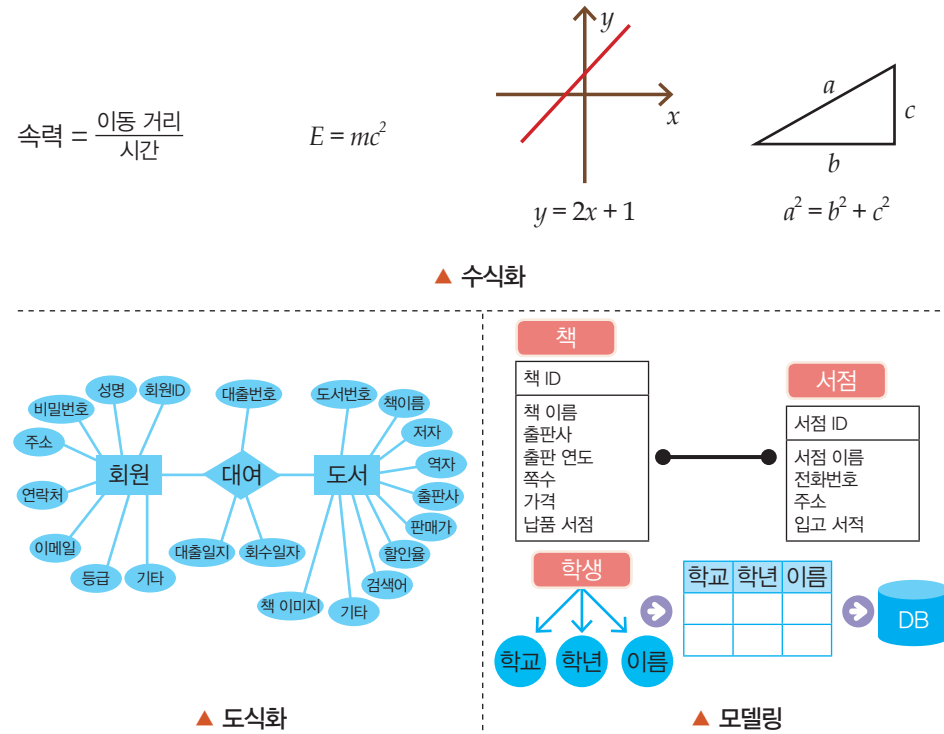 속력 = 이동 거리 / 시간
E = mc²
y
x
y = 2x + 1
a
c
b
a² = b² + c²
▲ 수식화
성명
회원ID
비밀번호
주소
연락처
이메일
등급
기타
회원
대출번호
대여
대출일지
회수일자
도서번호
책이름
저자
역자
출판사
판매가
할인율
검색어
기타
책 이미지
도서
▲ 도식화
책
책 ID
책 이름
출판사
출판 연도
쪽수
가격
납품 서점
서점
서점 ID
서점 이름
전화번호
주소
입고 서적
학생
학교 학년 이름
학교 학년 이름
DB
▲ 모델링